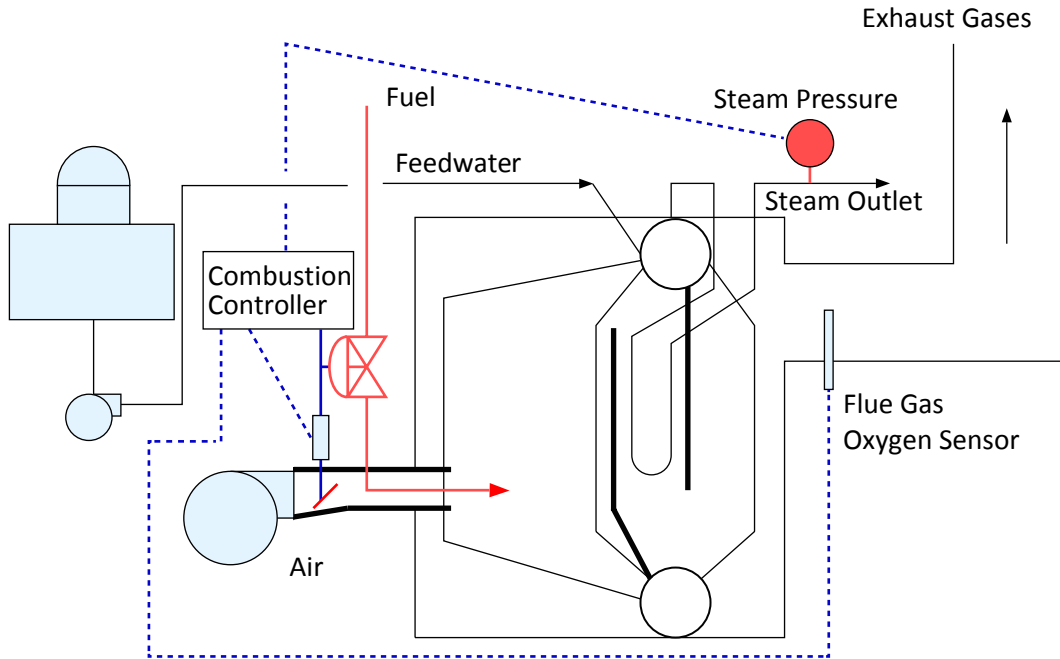 Exhaust Gases
Fuel
Steam Pressure
Feedwater
Steam Outlet
Combustion
Controller
Flue Gas
Oxygen Sensor
Air